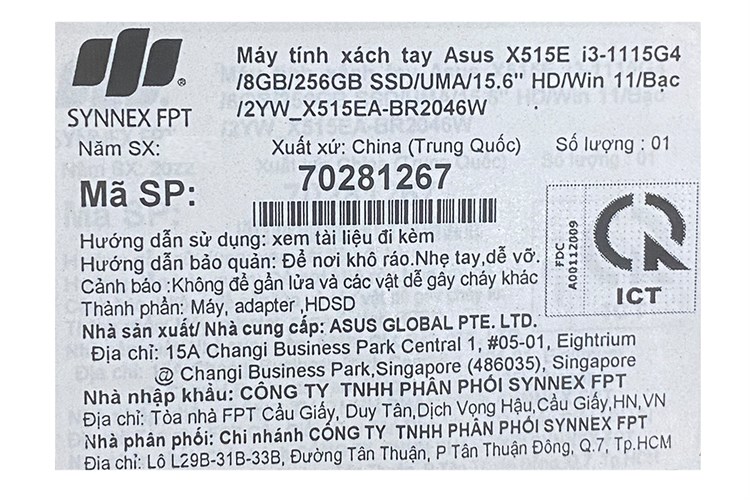 Máy tính xách tay Asus X515E i3-1115G4
/8GB/256GB SSD/UMA/15.6" HD/Win 11/Bạc
/2YW_X515EA-BR2046W
SYNNEX FPT
Năm SX: Xuất xứ: China (Trung Quốc) Số lượng : 01
Mã SP: 70281267
Hướng dẫn sử dụng: xem tài liệu đi kèm
Hướng dẫn bảo quản: Để nơi khô ráo.Nhẹ tay,dễ vỡ.
Cảnh báo :Không để gần lửa và các vật dễ gây cháy khác
Thành phần: Máy, adapter ,HDSD
FDC
A00112009
ICT
Nhà sản xuất/ Nhà cung cấp: ASUS GLOBAL PTE. LTD.
Địa chỉ: 15A Changi Business Park Central 1, #05-01, Eightrium
@ Changi Business Park,Singapore (486035), Singapore
Nhà nhập khẩu: CÔNG TY TNHH PHÂN PHỐI SYNNEX FPT
Địa chỉ: Tòa nhà FPT Cầu Giấy, Duy Tân,Dịch Vọng Hậu,Cầu Giấy,HN,VN
Nhà phân phối: Chi nhánh CÔNG TY TNHH PHÂN PHỐI SYNNEX FPT
Địa chỉ: Lô L29B-31B-33B, Đường Tân Thuận, P Tân Thuận Đông, Q.7, Tp.HCM